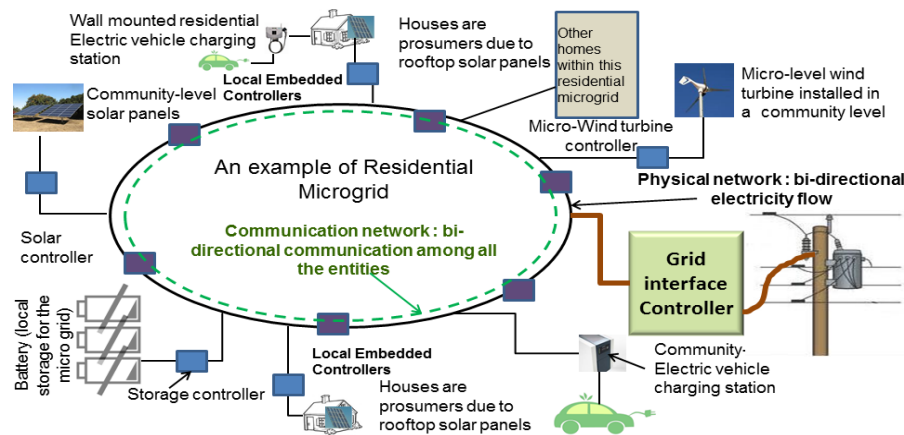 Wall mounted residential
Electric vehicle charging
station
Houses are
prosumers due to
rooftop solar panels
Other
homes
within this
residential
microgrid
Micro-level wind
turbine installed in
a community level
Local Embedded
Controllers
Community-level
solar panels
Micro-Wind turbine
controller
An example of Residential
Microgrid
Physical network : bi-directional
electricity flow
Communication network : bi-
directional communication among all
the entities
Solar
controller
Grid
interface
Controller
Battery (local
storage for the
micro grid)
Storage controller
Local Embedded
Controllers
Houses are
prosumers due to
rooftop solar panels
Community-
Electric vehicle
charging station